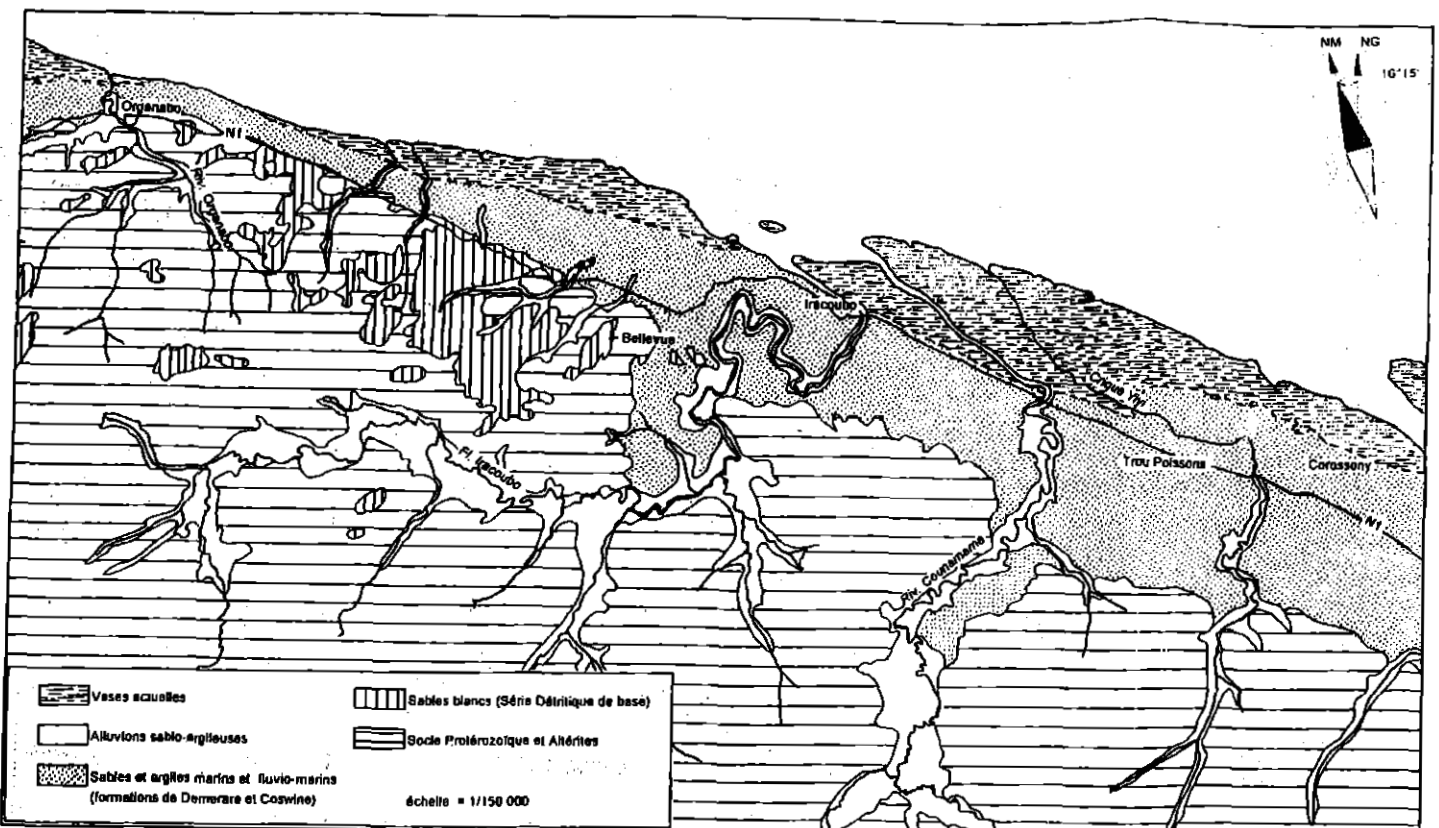 NM NG
16°15'
Organabo
N1
Riv. Organabo
Iracoubo
Bellevue
Crique Yiyi
Fl. Iracoubo
Trou Poissons
Corossony
N1
Riv. Counamama
Vases actuelles
Sables blancs (Série Détritique de base)
Alluvions sablo-argileuses
Socle Protérozoïque et Altérites
Sables et argiles marins et fluvio-marins
(formations de Demerara et Coswine)
échelle = 1/150 000